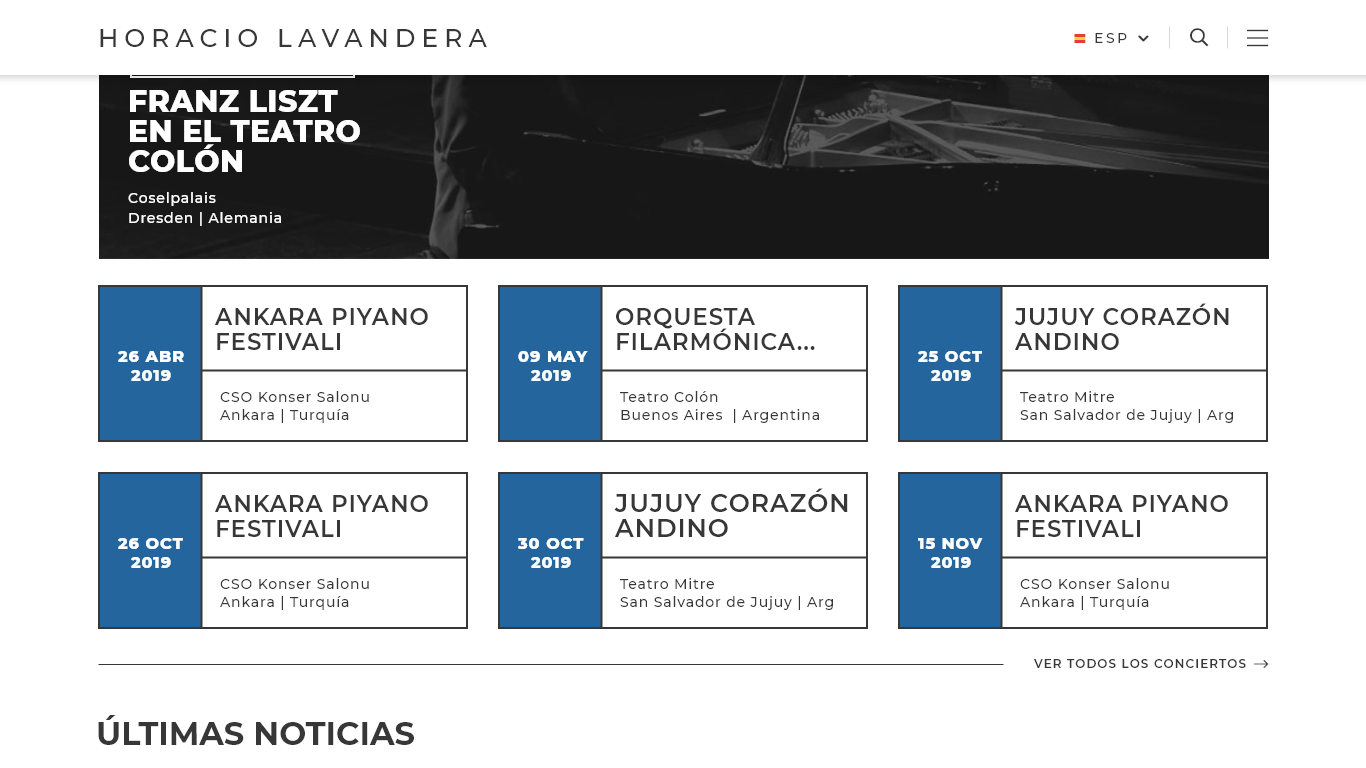 HORACIO LAVANDERA
ESP
FRANZ LISZT
EN EL TEATRO
COLÓN
Coselpalais
Dresden | Alemania
26 ABR
2019
ANKARA PIYANO
FESTIVALI
CSO Konser Salonu
Ankara | Turquía
09 MAY
2019
ORQUESTA
FILARMÓNICA...
Teatro Colón
Buenos Aires  | Argentina
25 OCT
2019
JUJUY CORAZÓN
ANDINO
Teatro Mitre
San Salvador de Jujuy | Arg
26 OCT
2019
ANKARA PIYANO
FESTIVALI
CSO Konser Salonu
Ankara | Turquía
30 OCT
2019
JUJUY CORAZÓN
ANDINO
Teatro Mitre
San Salvador de Jujuy | Arg
15 NOV
2019
ANKARA PIYANO
FESTIVALI
CSO Konser Salonu
Ankara | Turquía
VER TODOS LOS CONCIERTOS →
ÚLTIMAS NOTICIAS